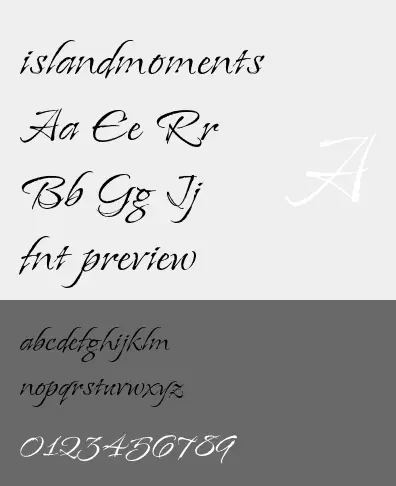 islandmoments
Aa Ee Rr
A
Bb Gg Jj
fnt preview
abcdefghijklm
nopqrstuvwxyz
0123456789